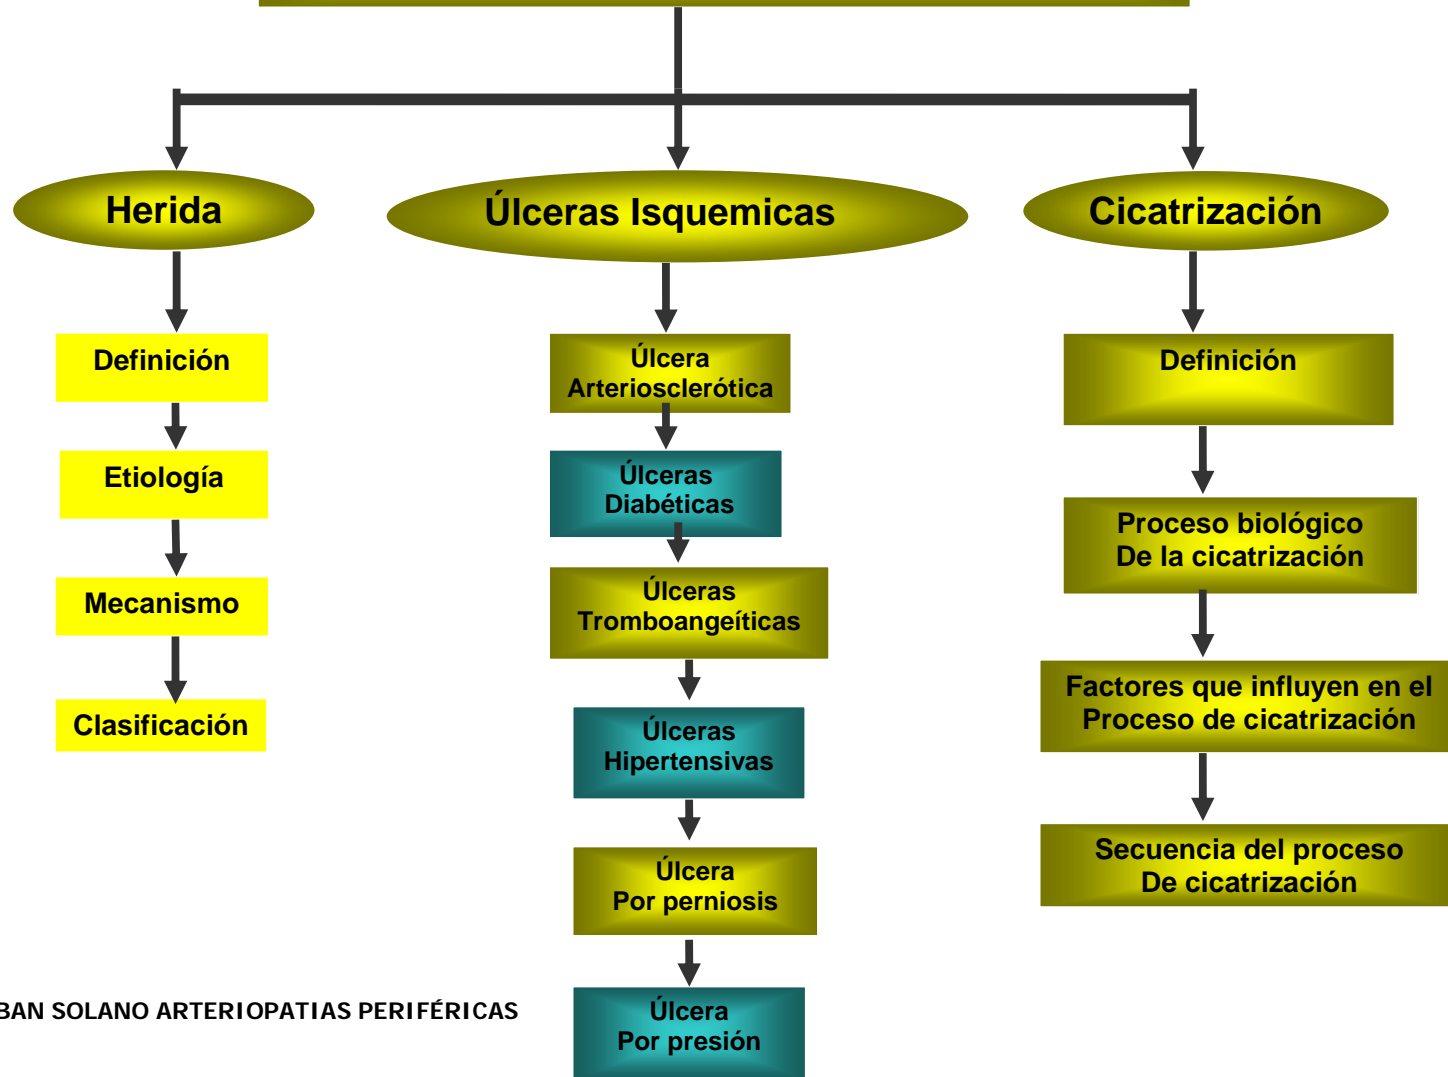 Herida
Úlceras Isquemicas
Cicatrización
Definición
Etiología
Mecanismo
Clasificación
Úlcera
Arteriosclerótica
Úlceras
Diabéticas
Úlceras
Tromboangeíticas
Úlceras
Hipertensivas
Úlcera
Por perniosis
Úlcera
Por presión
Definición
Proceso biológico
De la cicatrización
Factores que influyen en el
Proceso de cicatrización
Secuencia del proceso
De cicatrización
BAN SOLANO ARTERIOPATIAS PERIFÉRICAS